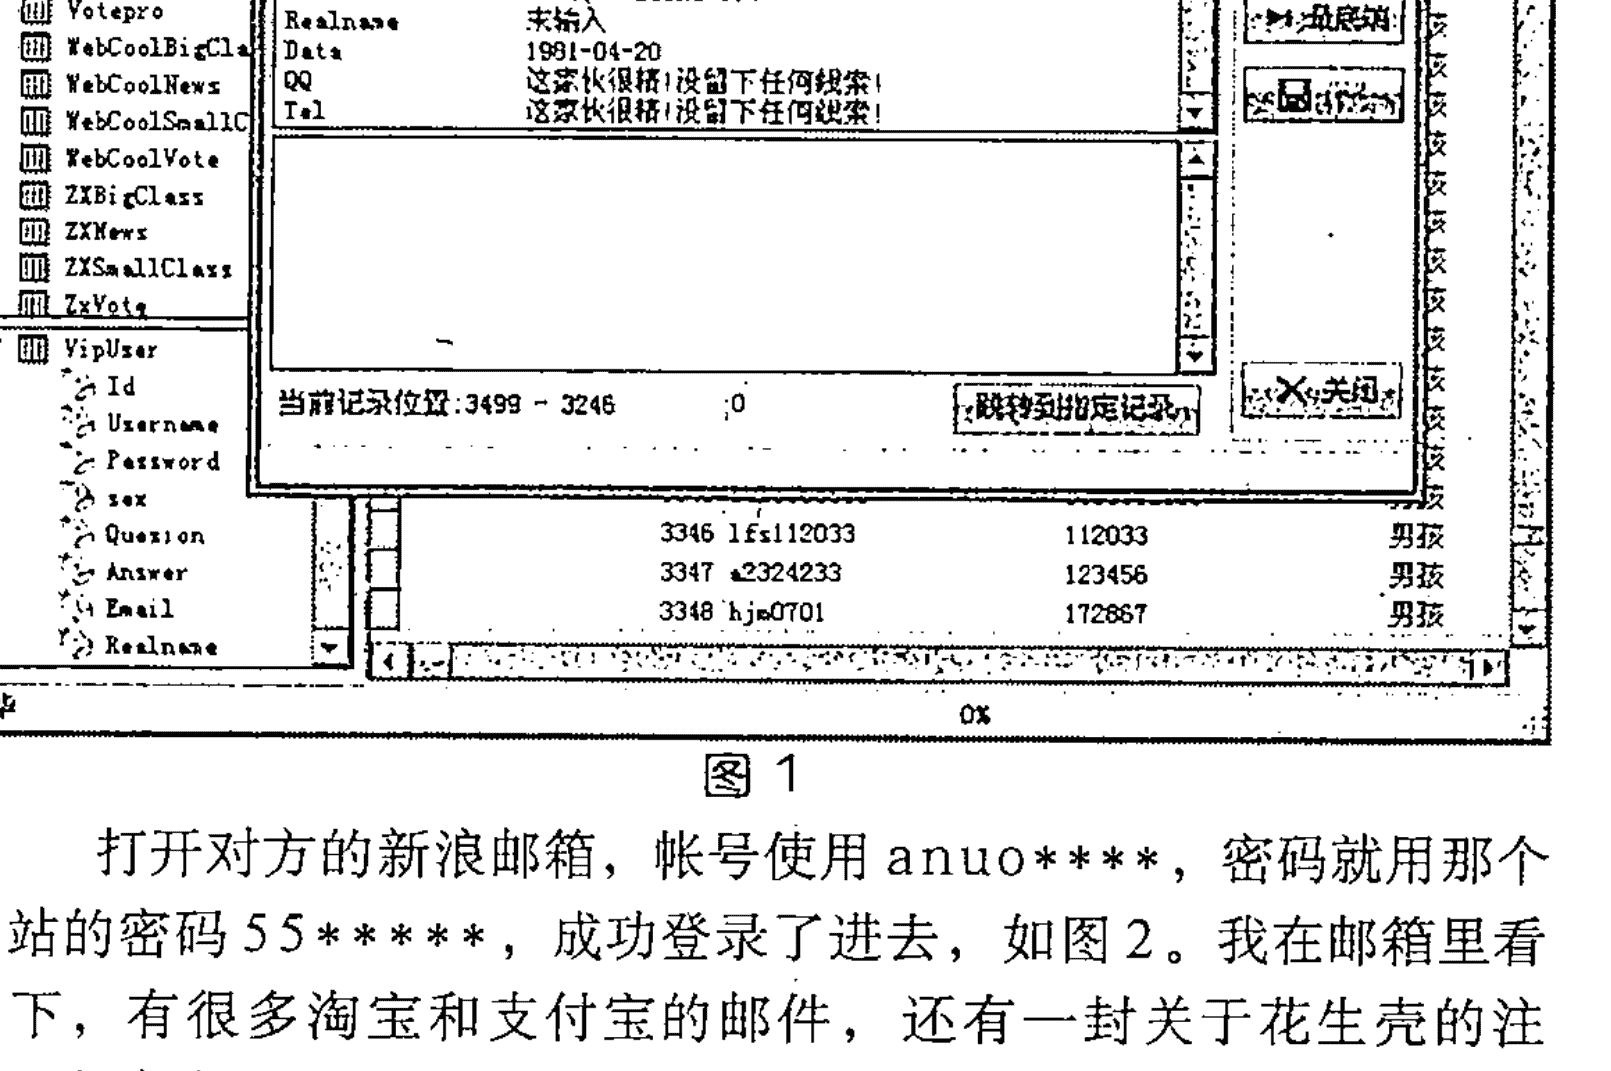 Votepro
WebCoolBigCla
WebCoolNews
WebCoolSmallC
WebCoolVote
ZXBigClass
ZXNews
ZXSmallClass
ZxVote
VipUser
Id
Username
Password
sex
Quesion
Answer
Email
Realname
Realname 未输入
Data 1981-04-20
QQ 这家伙很精!没留下任何线索!
Tel 这家伙很精!没留下任何线索!
最底端
当前记录位置:3499 - 3246 :0
跳转到指定记录
关闭
3346 lfs112033 112033 男孩
3347 a2324233 123456 男孩
3348 hjm0701 172867 男孩
0%
图 1
打开对方的新浪邮箱，帐号使用 anuo****，密码就用那个
站的密码 55*****，成功登录了进去，如图 2。我在邮箱里看
下，有很多淘宝和支付宝的邮件，还有一封关于花生壳的注